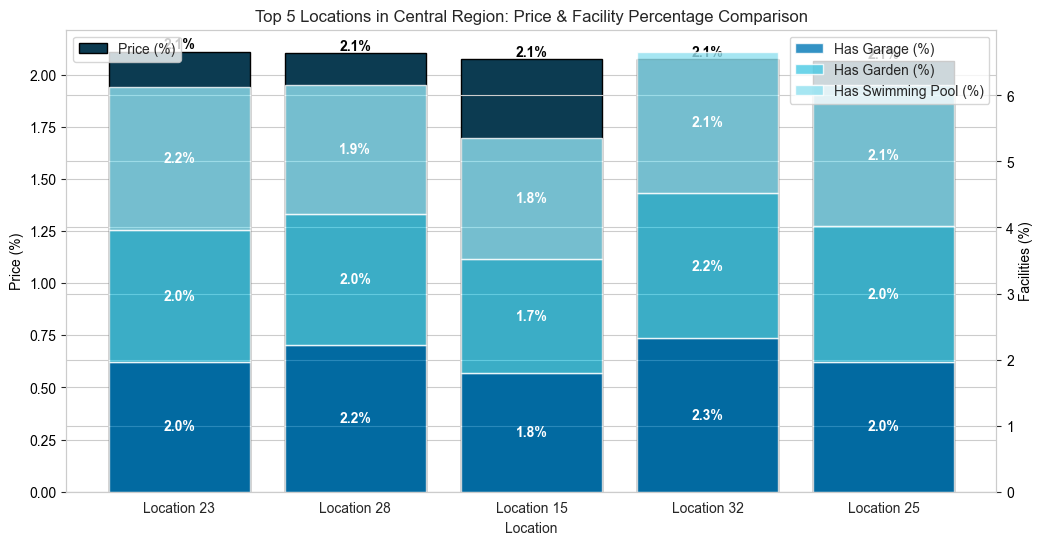 Top 5 Locations in Central Region: Price & Facility Percentage Comparison
Price (%)
Has Garage (%)
Has Garden (%)
Has Swimming Pool (%)
2.1%
2.1%
2.1%
2.1%
2.1%
2.2%
1.9%
1.8%
2.1%
2.1%
2.0%
2.0%
1.7%
2.2%
2.0%
2.0%
2.2%
1.8%
2.3%
2.0%
Price (%)
2.00
1.75
1.50
1.25
1.00
0.75
0.50
0.25
0.00
Facilities (%)
6
5
4
3
2
1
0
Location 23
Location 28
Location 15
Location 32
Location 25
Location